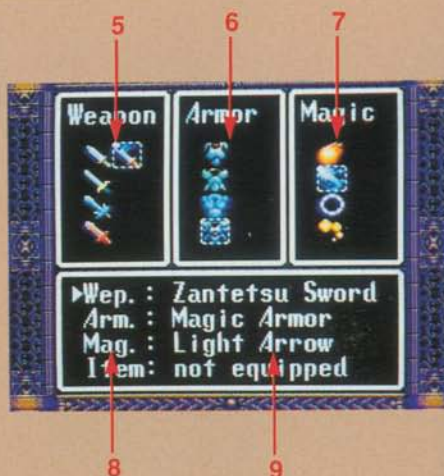 5 6 7
Weapon Armor Magic
▶Wep.: Zantetsu Sword
Arm.: Magic Armor
Mag.: Light Arrow
Item: not equipped
8 9